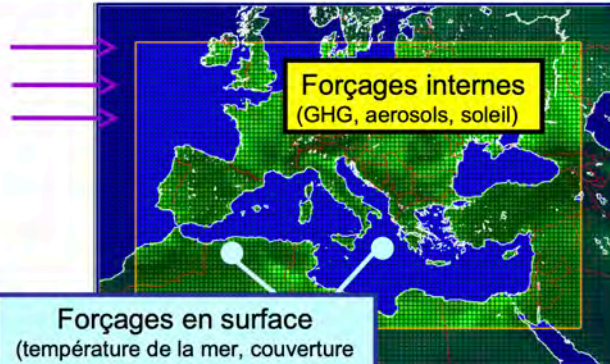 Forçages internes
(GHG, aerosols, soleil)
Forçages en surface
(température de la mer, couverture